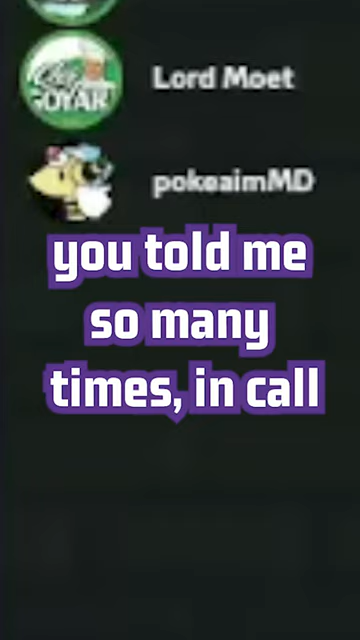 Lord Moet
pokeaimMD
you told me
so many
times, in call